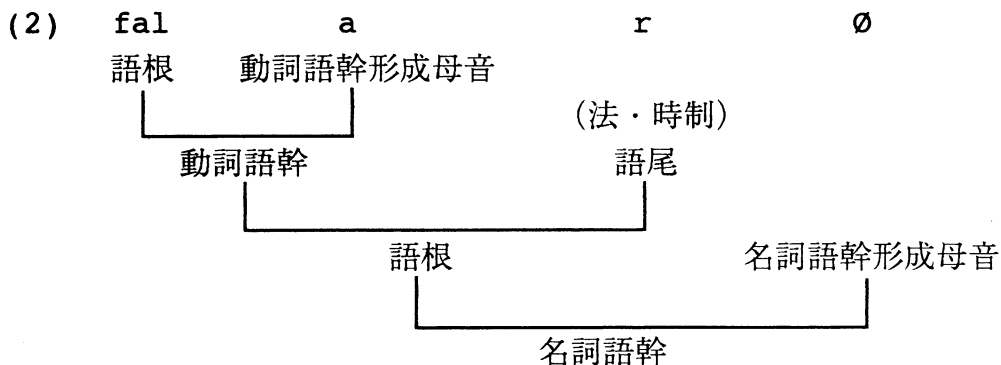 (2) fal a r Ø
語根 動詞語幹形成母音
(法・時制)
動詞語幹 語尾
語根 名詞語幹形成母音
名詞語幹